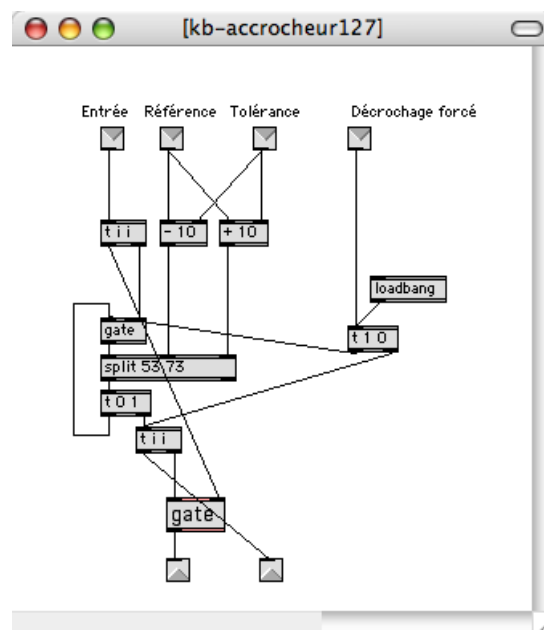 [kb-accrocheur127]
Entrée Référence Tolérance Décrochage forcé
t i i - 10 + 10
loadbang
gate t 1 0
split 53 73
t 0 1
t i i
gate